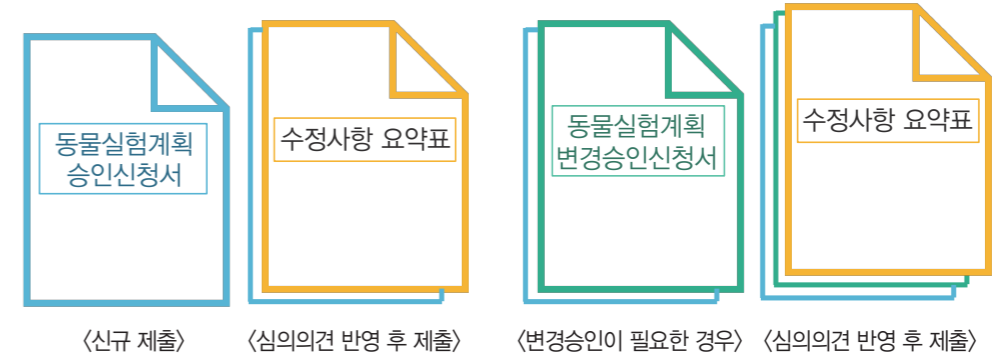 동물실험계획
승인신청서
수정사항 요약표
동물실험계획
변경승인신청서
수정사항 요약표
〈신규 제출〉
〈심의의견 반영 후 제출〉
〈변경승인이 필요한 경우〉
〈심의의견 반영 후 제출〉